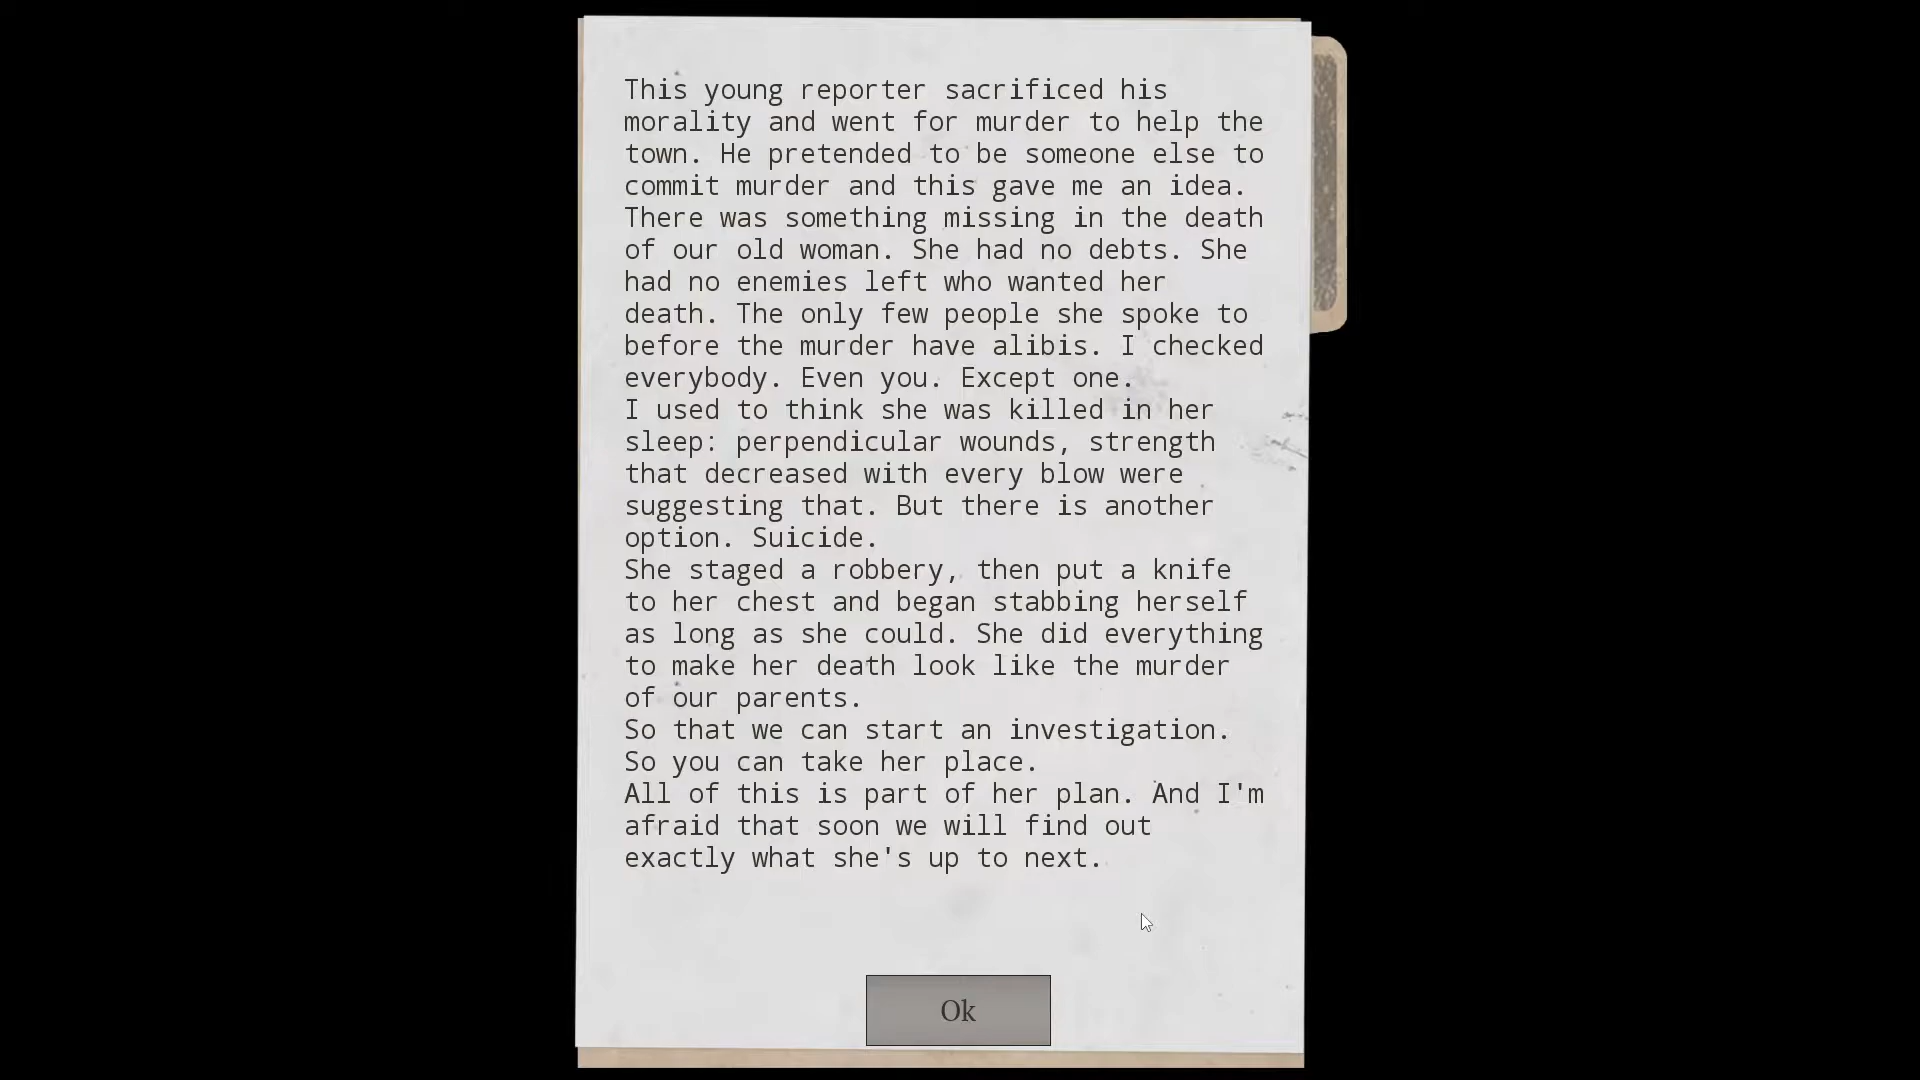 This young reporter sacrificed his
morality and went for murder to help the
town. He pretended to be someone else to
commit murder and this gave me an idea.
There was something missing in the death
of our old woman. She had no debts. She
had no enemies left who wanted her
death. The only few people she spoke to
before the murder have alibis. I checked
everybody. Even you. Except one.
I used to think she was killed in her
sleep: perpendicular wounds, strength
that decreased with every blow were
suggesting that. But there is another
option. Suicide.
She staged a robbery, then put a knife
to her chest and began stabbing herself
as long as she could. She did everything
to make her death look like the murder
of our parents.
So that we can start an investigation.
So you can take her place.
All of this is part of her plan. And I'm
afraid that soon we will find out
exactly what she's up to next.
Ok